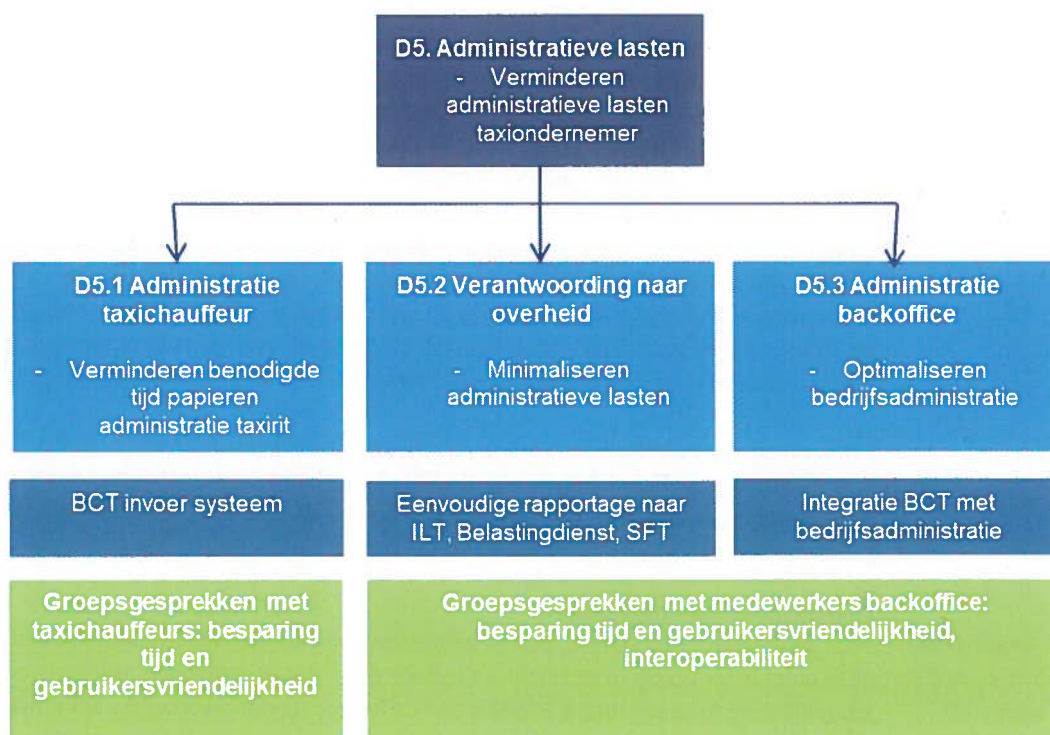 D5. Administratieve lasten
- Verminderen
administratieve lasten
taxiondernemer
D5.1 Administratie
taxichauffeur
- Verminderen benodigde
tijd papieren
administratie taxirit
D5.2 Verantwoording naar
overheid
- Minimaliseren
administratieve lasten
D5.3 Administratie
backoffice
- Optimaliseren
bedrijfsadministratie
BCT invoer systeem
Eenvoudige rapportage naar
ILT, Belastingdienst, SFT
Integratie BCT met
bedrijfsadministratie
Groepsgesprekken met
taxichauffeurs: besparing
tijd en
gebruikersvriendelijkheid
Groepsgesprekken met medewerkers backoffice:
besparing tijd en gebruikersvriendelijkheid,
interoperabiliteit